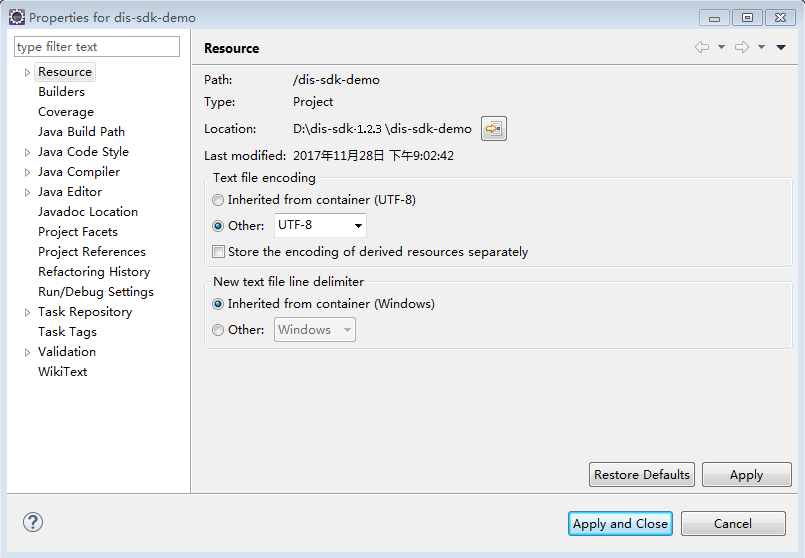 Properties for dis-sdk-demo
type filter text
Resource
Builders
Coverage
Java Build Path
Java Code Style
Java Compiler
Java Editor
Javadoc Location
Project Facets
Project References
Refactoring History
Run/Debug Settings
Task Repository
Task Tags
Validation
WikiText
Resource
Path: /dis-sdk-demo
Type: Project
Location: D:\dis-sdk-1.2.3 \dis-sdk-demo
Last modified: 2017年11月28日 下午9:02:42
Text file encoding
Inherited from container (UTF-8)
Other: UTF-8
Store the encoding of derived resources separately
New text file line delimiter
Inherited from container (Windows)
Other: Windows
Restore Defaults Apply
? Apply and Close Cancel